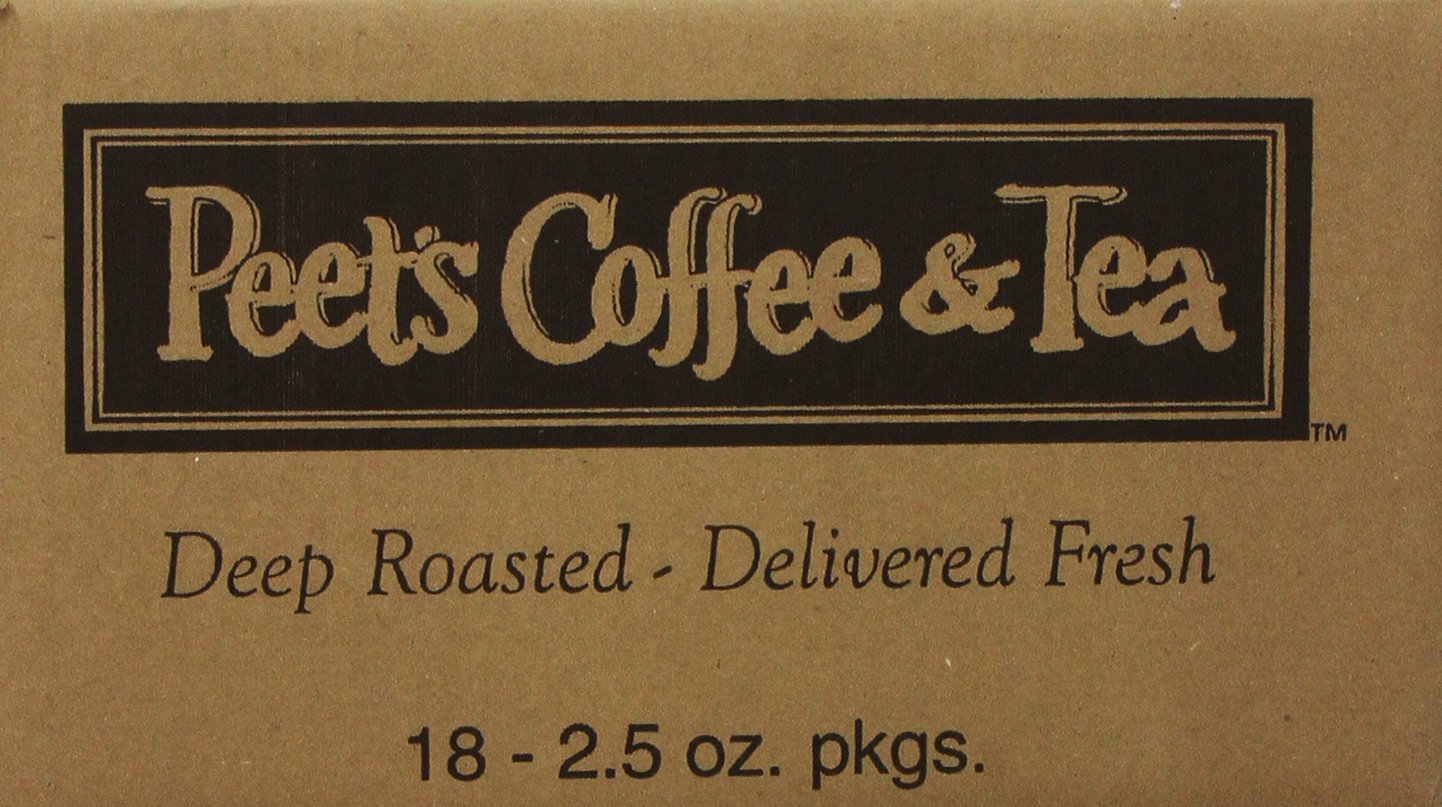 Peet's Coffee & Tea
TM
Deep Roasted - Delivered Fresh
18 - 2.5 oz. pkgs.